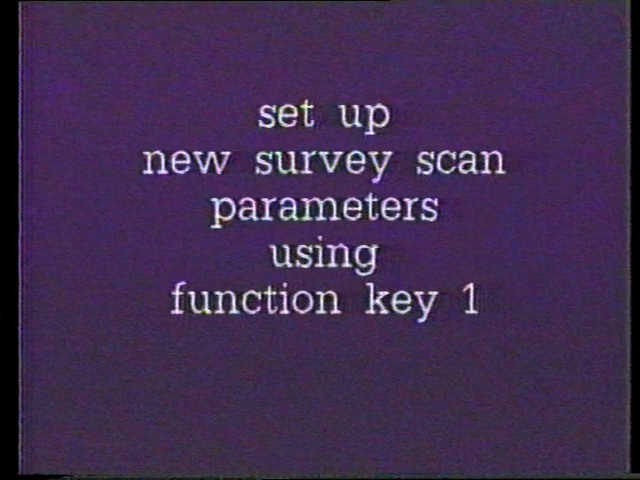 set up
new survey scan
parameters
using
function key 1